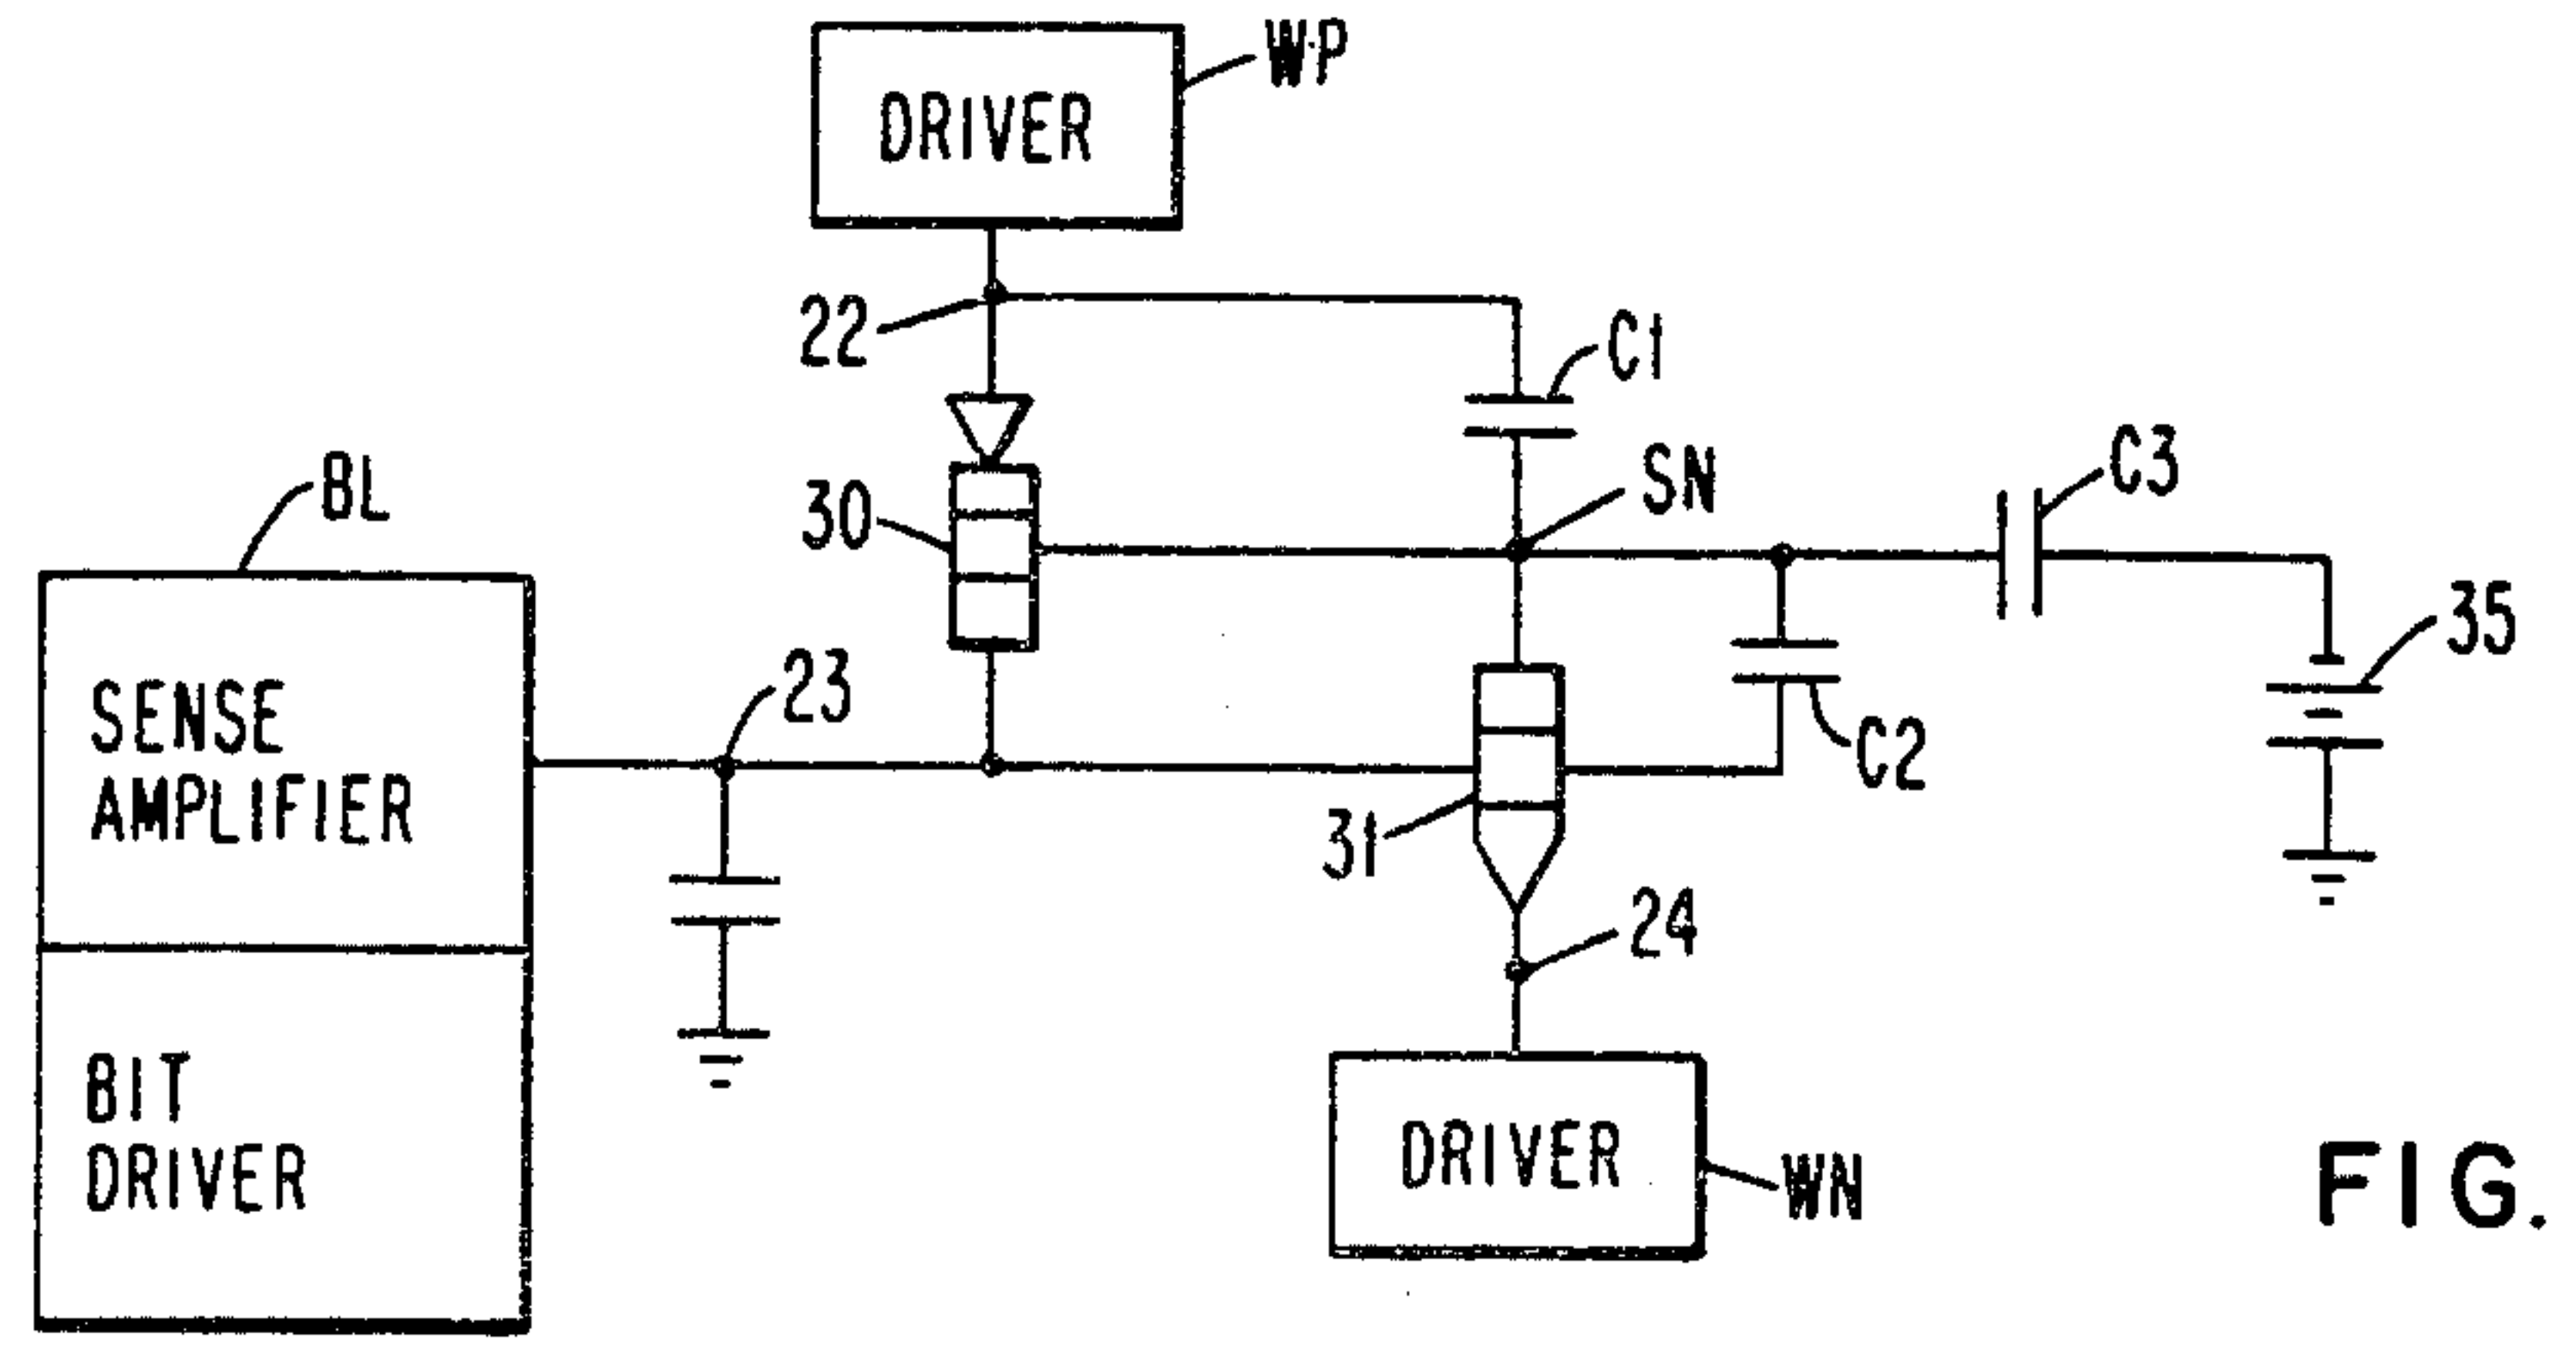 DRIVER
WP
22
C1
BL
30
SN
C3
35
SENSE
AMPLIFIER
23
C2
31
24
BIT
DRIVER
DRIVER
WN
FIG.